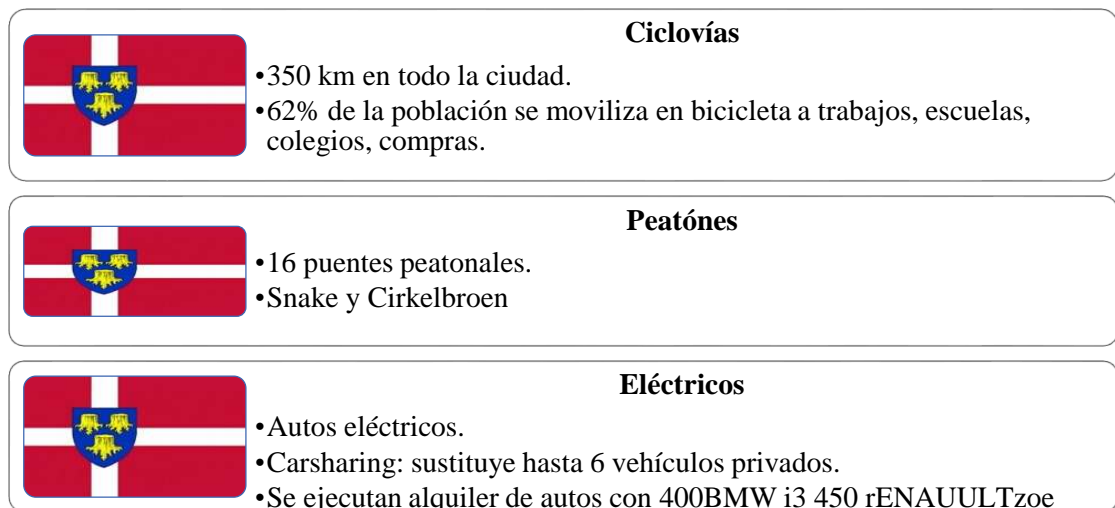 Ciclovías
•350 km en todo la ciudad.
•62% de la población se moviliza en bicicleta a trabajos, escuelas,
colegios, compras.
Peatónes
•16 puentes peatonales.
•Snake y Cirkelbroen
Eléctricos
•Autos eléctricos.
•Carsharing: sustituye hasta 6 vehículos privados.
•Se ejecutan alquiler de autos con 400BMW i3 450 rENAUULTzoe